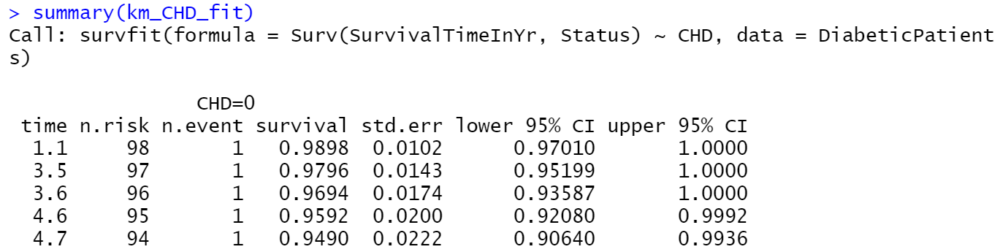 > summary(km_CHD_fit)
Call: survfit(formula = Surv(SurvivalTimeInYr, Status) ~ CHD, data = DiabeticPatient
s)
CHD=0
time n.risk n.event survival std.err lower 95% CI upper 95% CI
1.1 98 1 0.9898 0.0102 0.97010 1.0000
3.5 97 1 0.9796 0.0143 0.95199 1.0000
3.6 96 1 0.9694 0.0174 0.93587 1.0000
4.6 95 1 0.9592 0.0200 0.92080 0.9992
4.7 94 1 0.9490 0.0222 0.90640 0.9936